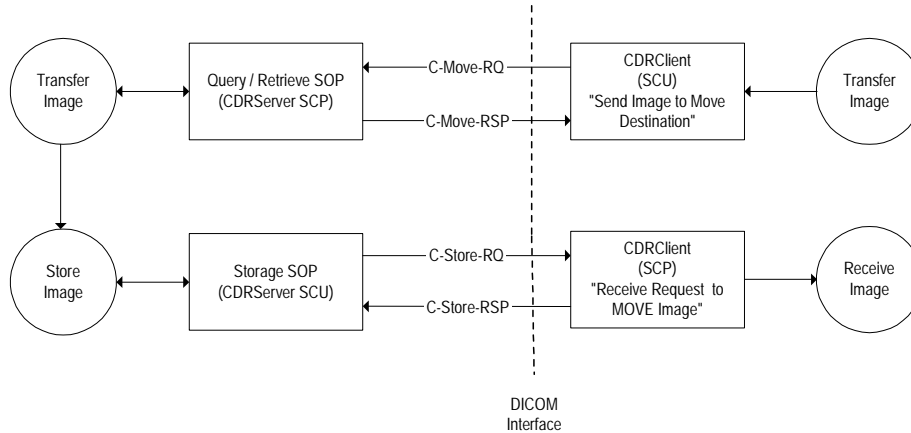 Transfer
Image
Query / Retrieve SOP
(CDRServer SCP)
C-Move-RQ
C-Move-RSP
CDRClient
(SCU)
"Send Image to Move
Destination"
Transfer
Image
Store
Image
Storage SOP
(CDRServer SCU)
C-Store-RQ
C-Store-RSP
CDRClient
(SCP)
"Receive Request to
MOVE Image"
Receive
Image
DICOM
Interface